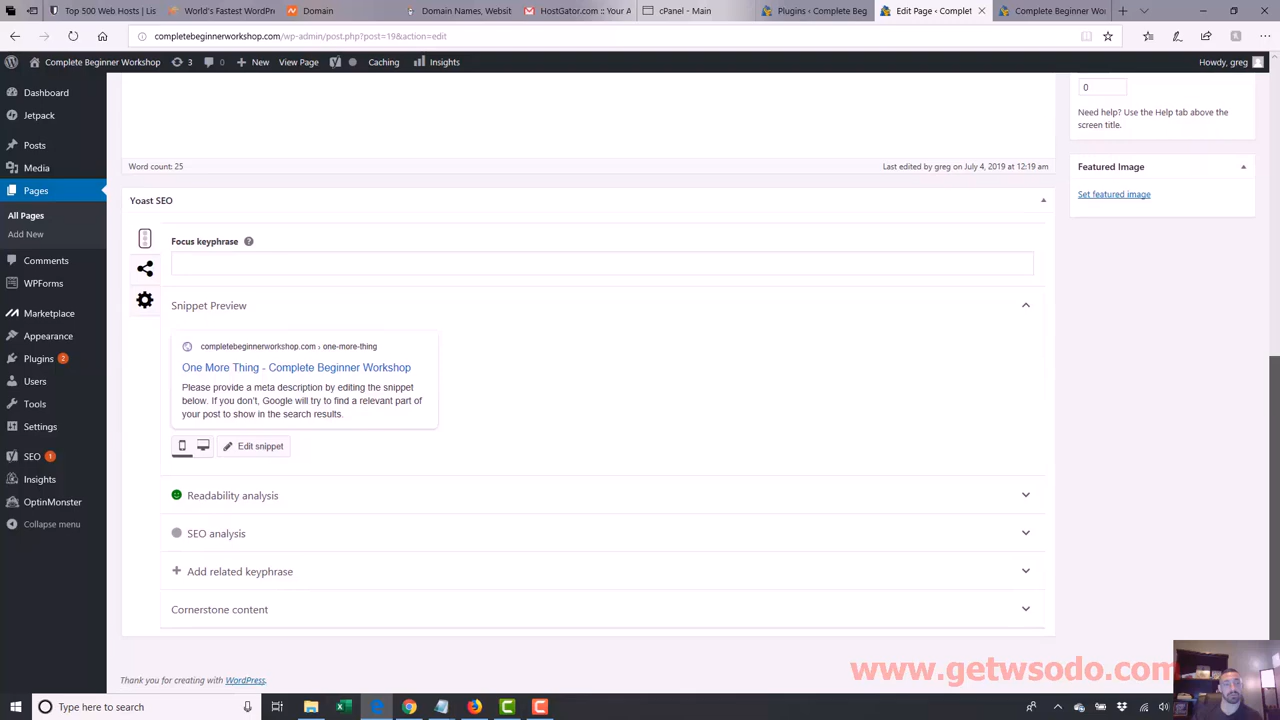 Top 500 Web Hosts | Lis
Domain
Domain Names, Websit
HostGator.com : Your A
cPanel - Main
Plugins ‹ Complete Beg
Edit Page ‹ Complet
Complete Beginner Wor
completebeginnerworkshop.com/wp-admin/post.php?post=19&action=edit
Complete Beginner Workshop
3
0
New
View Page
Caching
Insights
Howdy, greg
Dashboard
Jetpack
Posts
Media
Pages
All Pages
Add New
Comments
WPForms
Marketplace
Appearance
Plugins 2
Users
Tools
Settings
SEO 1
Insights
OptinMonster
Collapse menu
Word count: 25
Last edited by greg on July 4, 2019 at 12:19 am
Yoast SEO
Focus keyphrase
Snippet Preview
completebeginnerworkshop.com › one-more-thing
One More Thing - Complete Beginner Workshop
Please provide a meta description by editing the snippet
below. If you don't, Google will try to find a relevant part of
your post to show in the search results.
Edit snippet
Readability analysis
SEO analysis
Add related keyphrase
Cornerstone content
0
Need help? Use the Help tab above the
screen title.
Featured Image
Set featured image
Thank you for creating with WordPress.
www.getwsodo.com
Type here to search